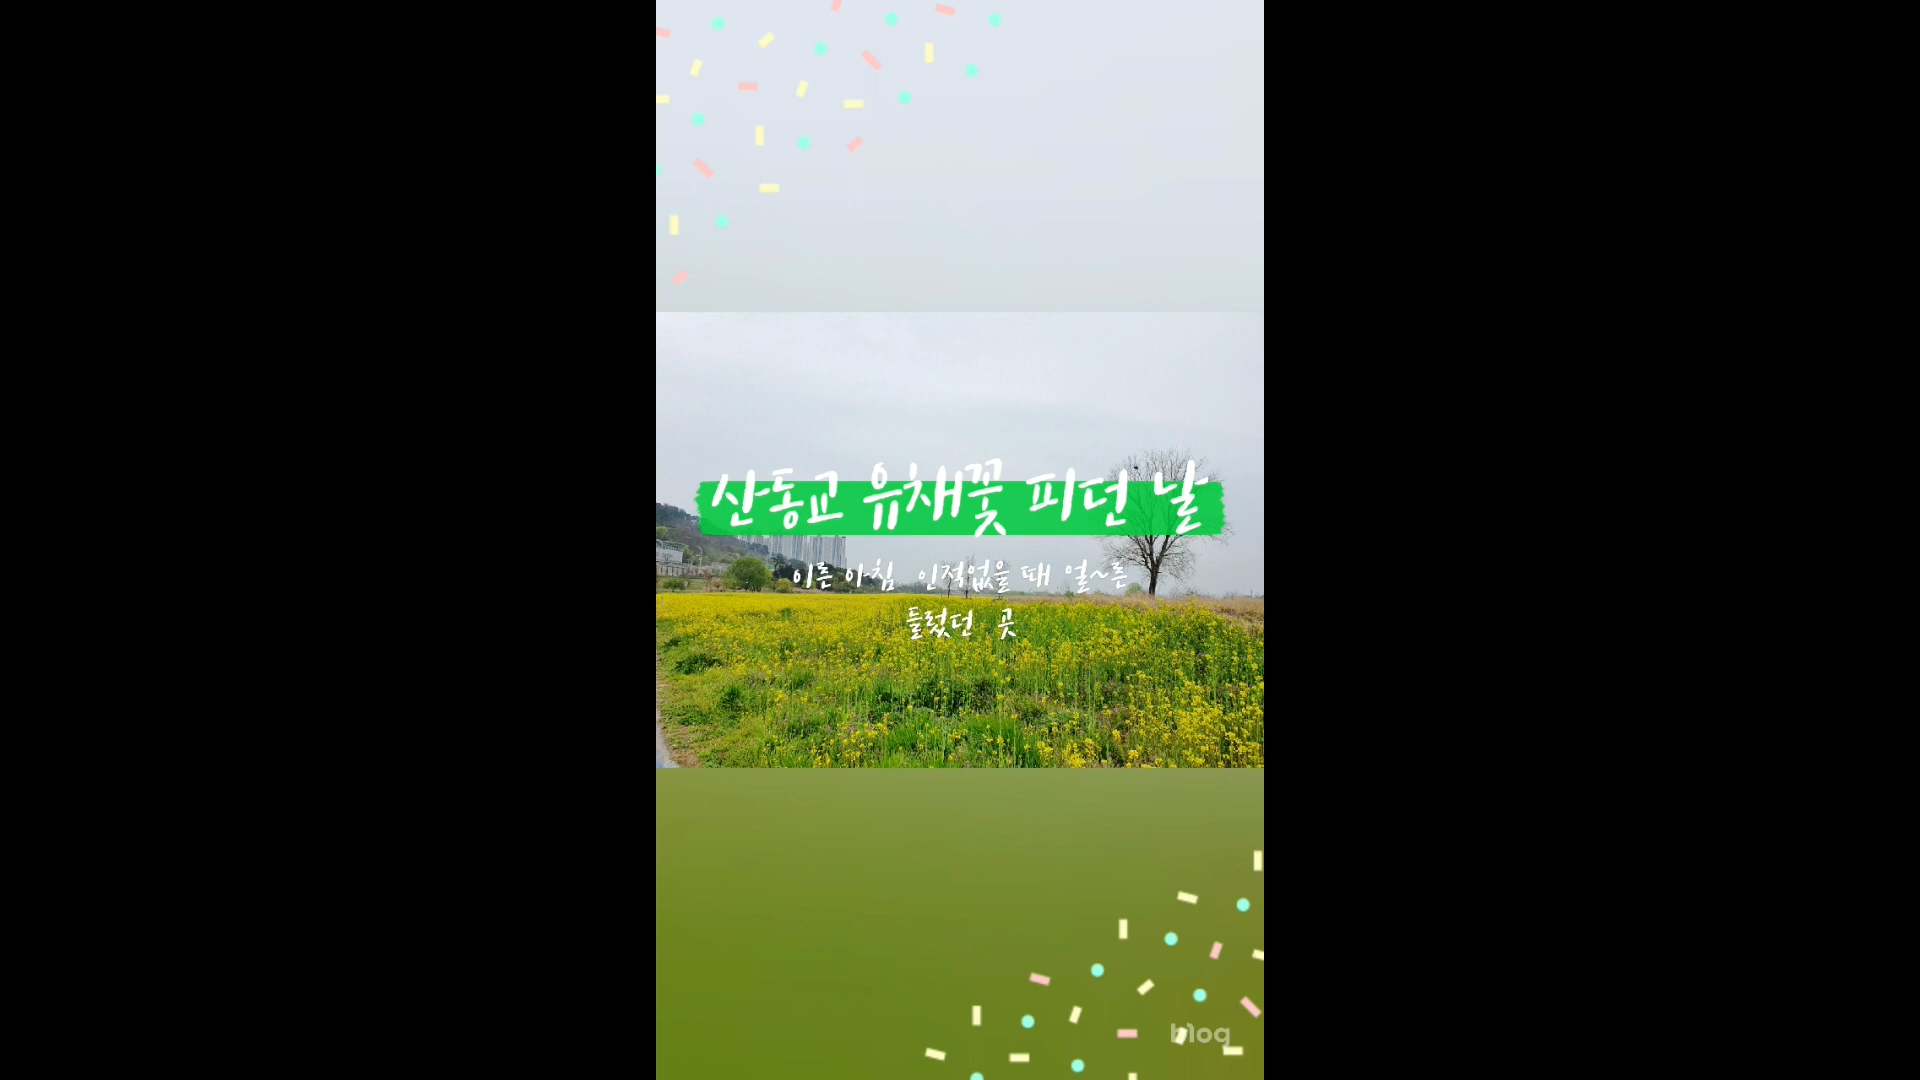 산동교 유채꽃 피던 날
이른 아침 인적없을 때 얼~른
들렀던 곳
blog